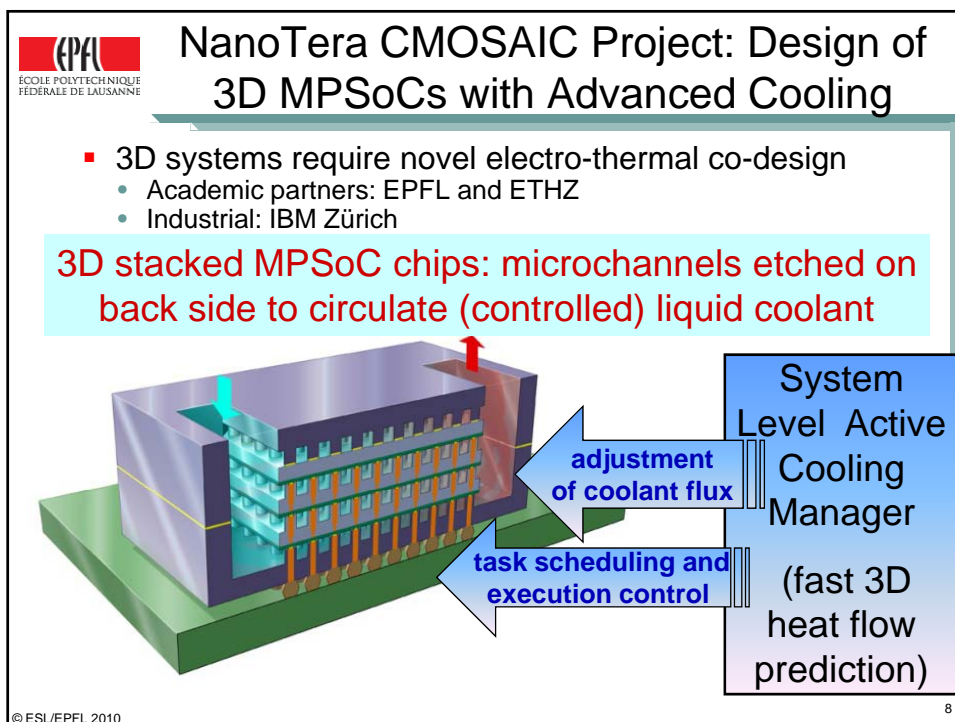 EPFL
ÉCOLE POLYTECHNIQUE
FÉDÉRALE DE LAUSANNE
NanoTera CMOSAIC Project: Design of
3D MPSoCs with Advanced Cooling
▪ 3D systems require novel electro-thermal co-design
• Academic partners: EPFL and ETHZ
• Industrial: IBM Zürich
3D stacked MPSoC chips: microchannels etched on
back side to circulate (controlled) liquid coolant
adjustment
of coolant flux
task scheduling and
execution control
System
Level Active
Cooling
Manager
(fast 3D
heat flow
prediction)
© ESL/EPFL 2010
8